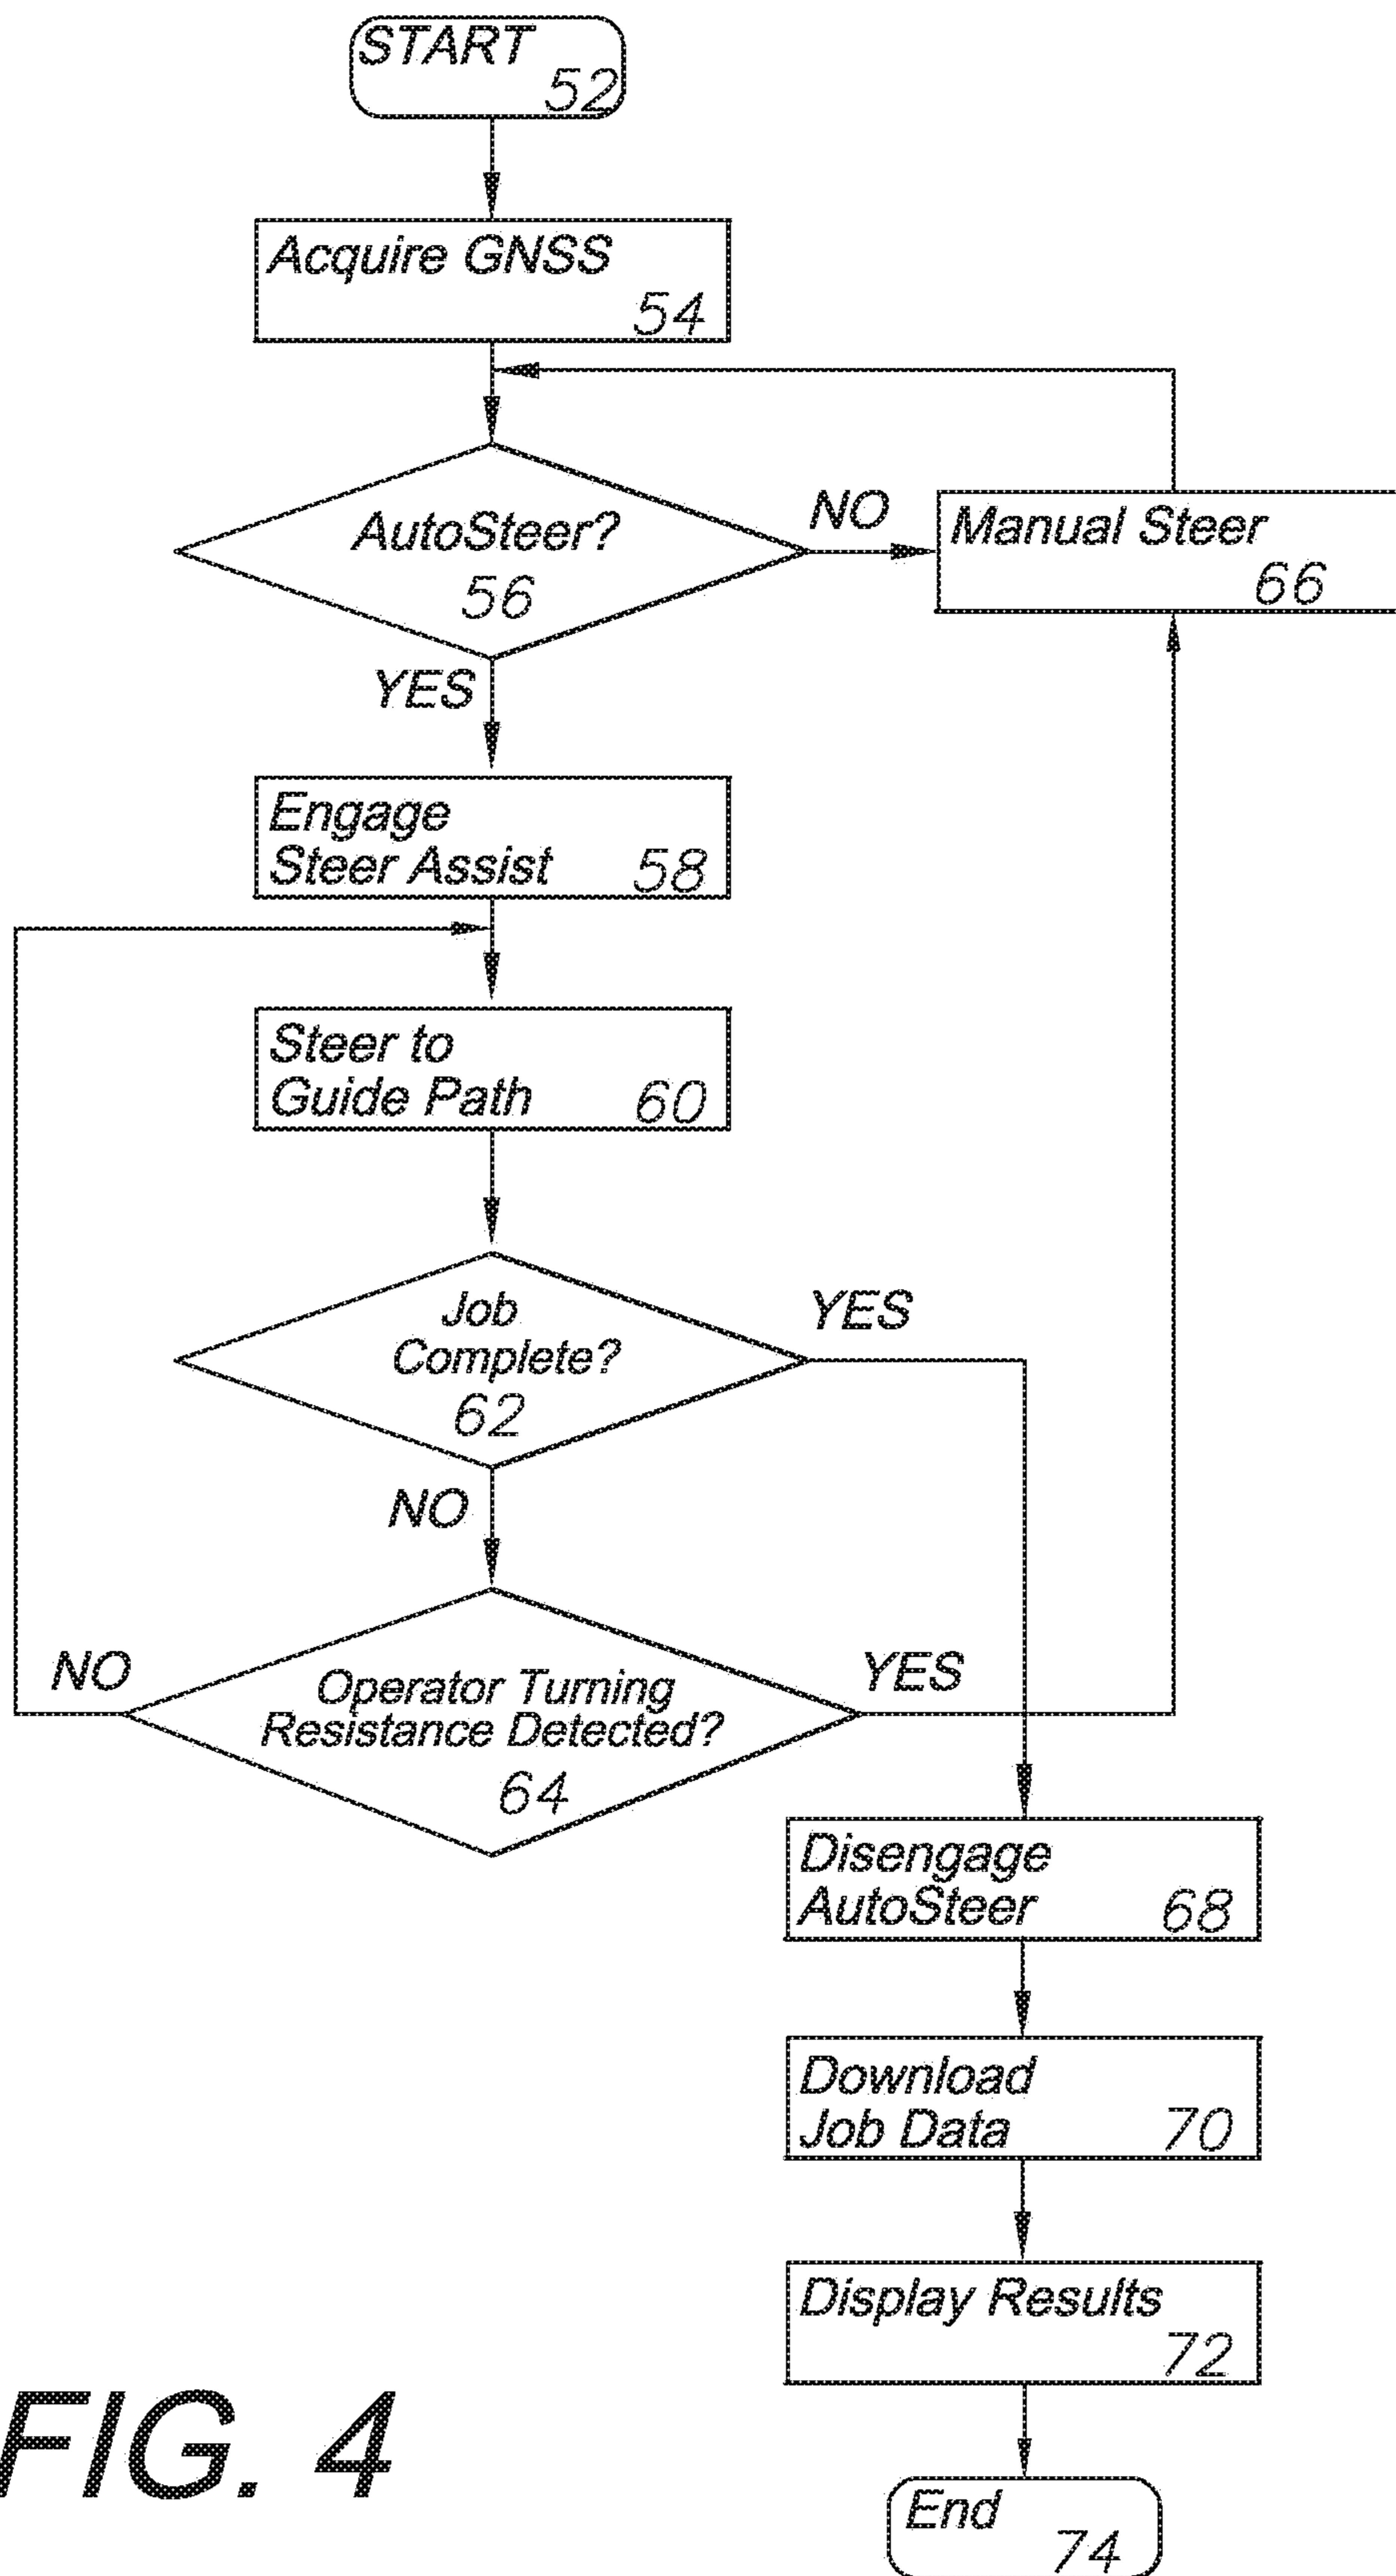 START
52
Acquire GNSS
54
AutoSteer?
56
NO
Manual Steer
66
YES
Engage
Steer Assist 58
Steer to
Guide Path 60
Job
Complete?
62
YES
NO
Operator Turning
Resistance Detected?
64
NO
YES
Disengage
AutoSteer 68
Download
Job Data 70
Display Results
72
End
74
FIG. 4